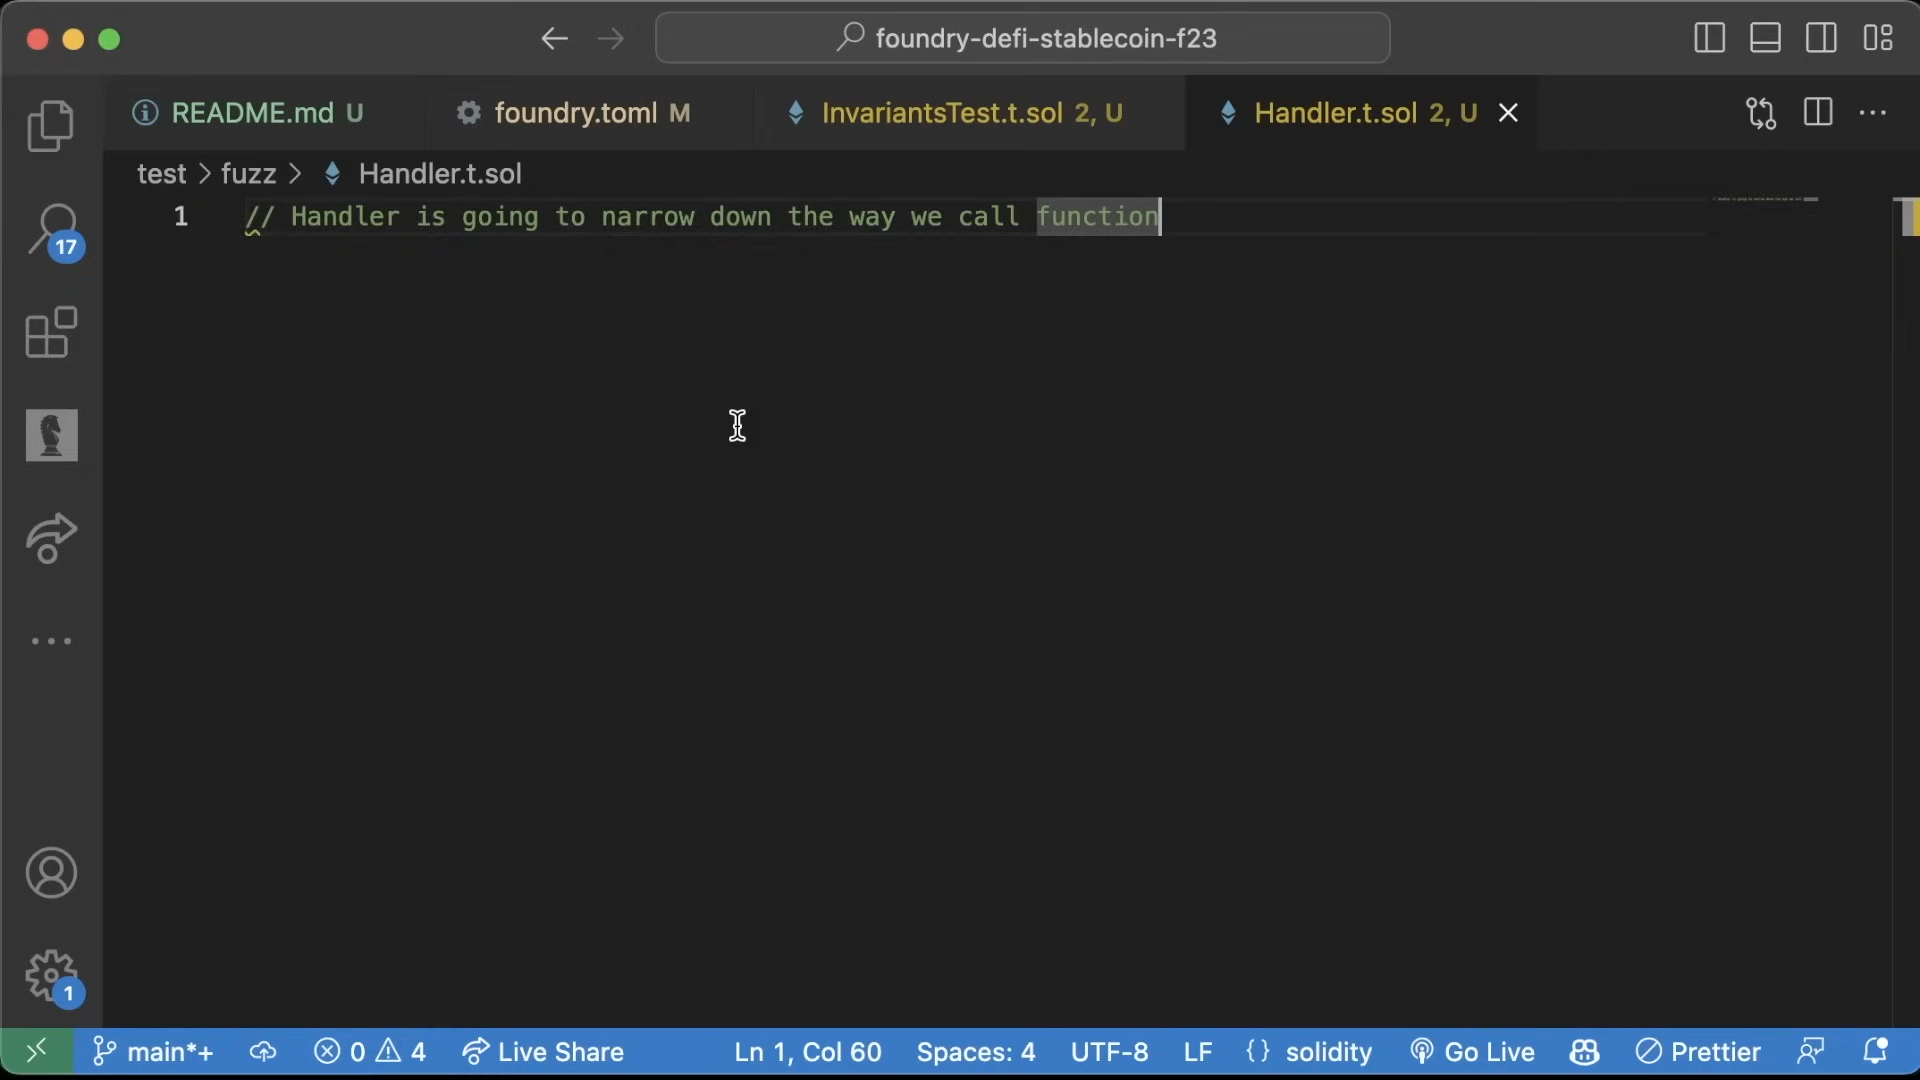 foundry-defi-stablecoin-f23
README.md U
foundry.toml M
InvariantsTest.t.sol 2, U
Handler.t.sol 2, U
test > fuzz > Handler.t.sol
1 // Handler is going to narrow down the way we call function
17
1
main*+
0
4
Live Share
Ln 1, Col 60
Spaces: 4
UTF-8
LF
{} solidity
Go Live
Prettier